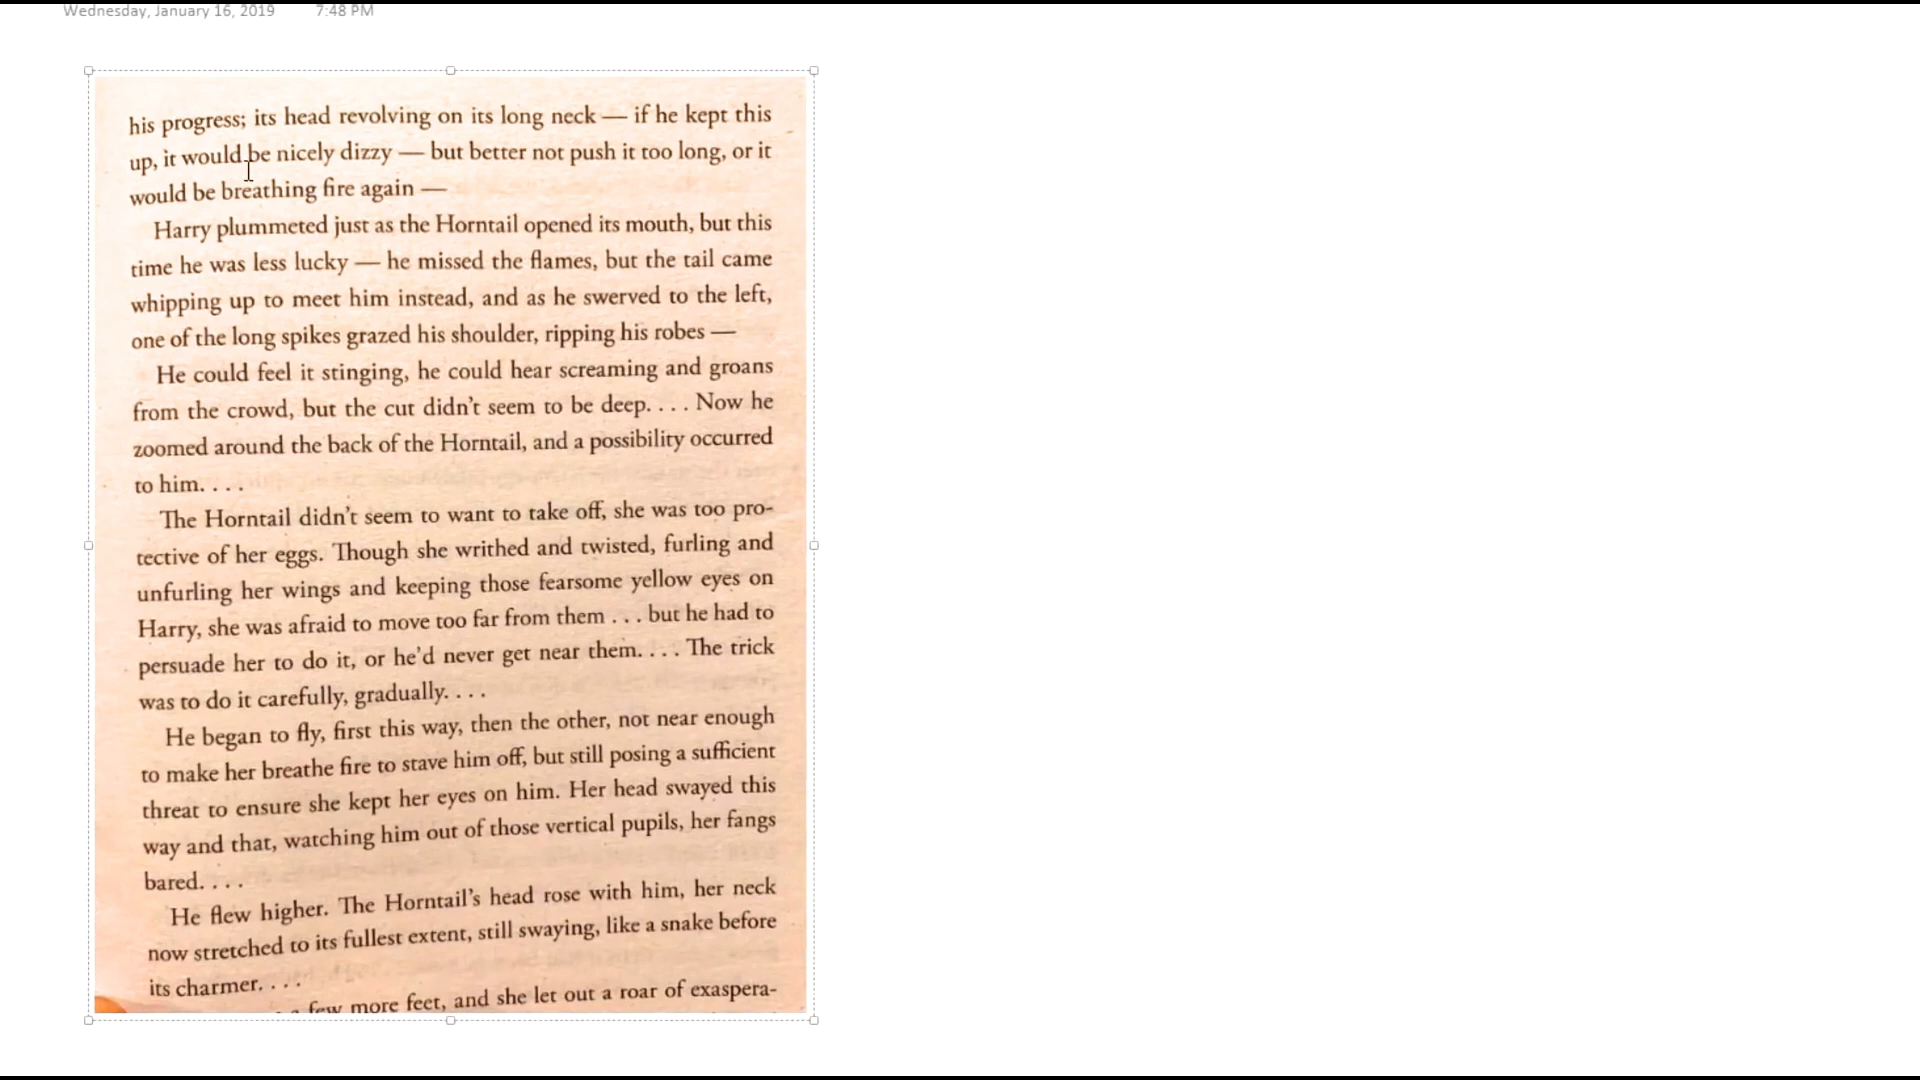 Wednesday, January 16, 2019 7:48 PM
his progress; its head revolving on its long neck — if he kept this
up, it would be nicely dizzy — but better not push it too long, or it
would be breathing fire again —
Harry plummeted just as the Horntail opened its mouth, but this
time he was less lucky — he missed the flames, but the tail came
whipping up to meet him instead, and as he swerved to the left,
one of the long spikes grazed his shoulder, ripping his robes —
He could feel it stinging, he could hear screaming and groans
from the crowd, but the cut didn't seem to be deep. . . . Now he
zoomed around the back of the Horntail, and a possibility occurred
to him. . . .
The Horntail didn't seem to want to take off, she was too pro-
tective of her eggs. Though she writhed and twisted, furling and
unfurling her wings and keeping those fearsome yellow eyes on
Harry, she was afraid to move too far from them . . . but he had to
persuade her to do it, or he'd never get near them. . . . The trick
was to do it carefully, gradually. . . .
He began to fly, first this way, then the other, not near enough
to make her breathe fire to stave him off, but still posing a sufficient
threat to ensure she kept her eyes on him. Her head swayed this
way and that, watching him out of those vertical pupils, her fangs
bared. . . .
He flew higher. The Horntail's head rose with him, her neck
now stretched to its fullest extent, still swaying, like a snake before
its charmer. . . .
few more feet, and she let out a roar of exaspera-